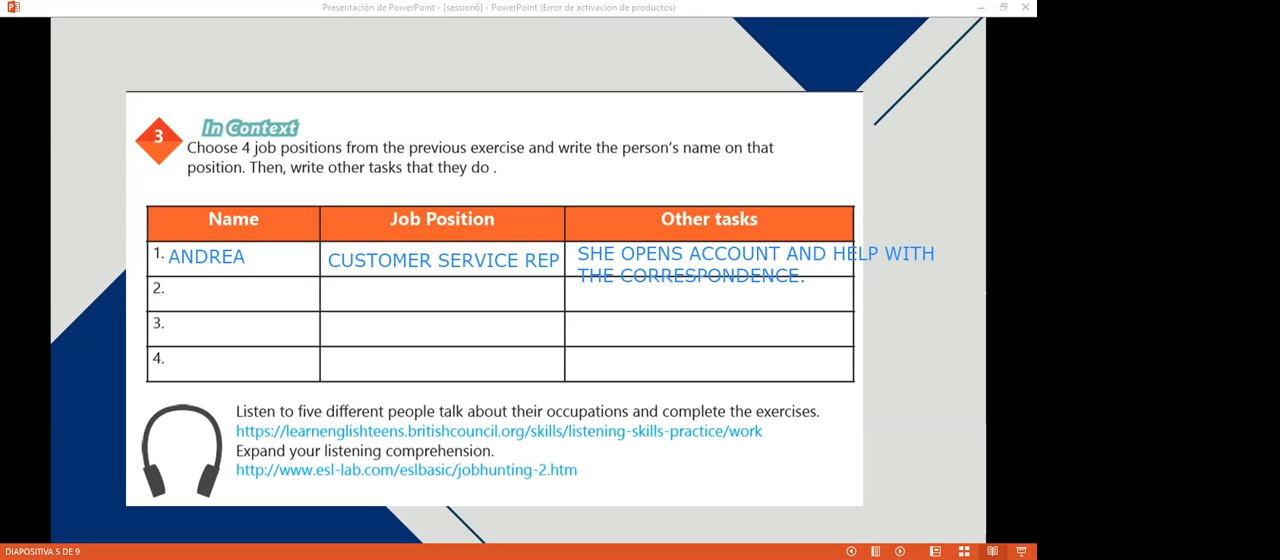 Presentación de PowerPoint - [session6] - PowerPoint (Error de activación de productos)
3
In Context
Choose 4 job positions from the previous exercise and write the person's name on that
position. Then, write other tasks that they do .
Name Job Position Other tasks
1. ANDREA CUSTOMER SERVICE REP SHE OPENS ACCOUNT AND HELP WITH
THE CORRESPONDENCE.
2.
3.
4.
Listen to five different people talk about their occupations and complete the exercises.
https://learnenglishteens.britishcouncil.org/skills/listening-skills-practice/work
Expand your listening comprehension.
http://www.esl-lab.com/eslbasic/jobhunting-2.htm
DIAPOSITIVA 5 DE 9